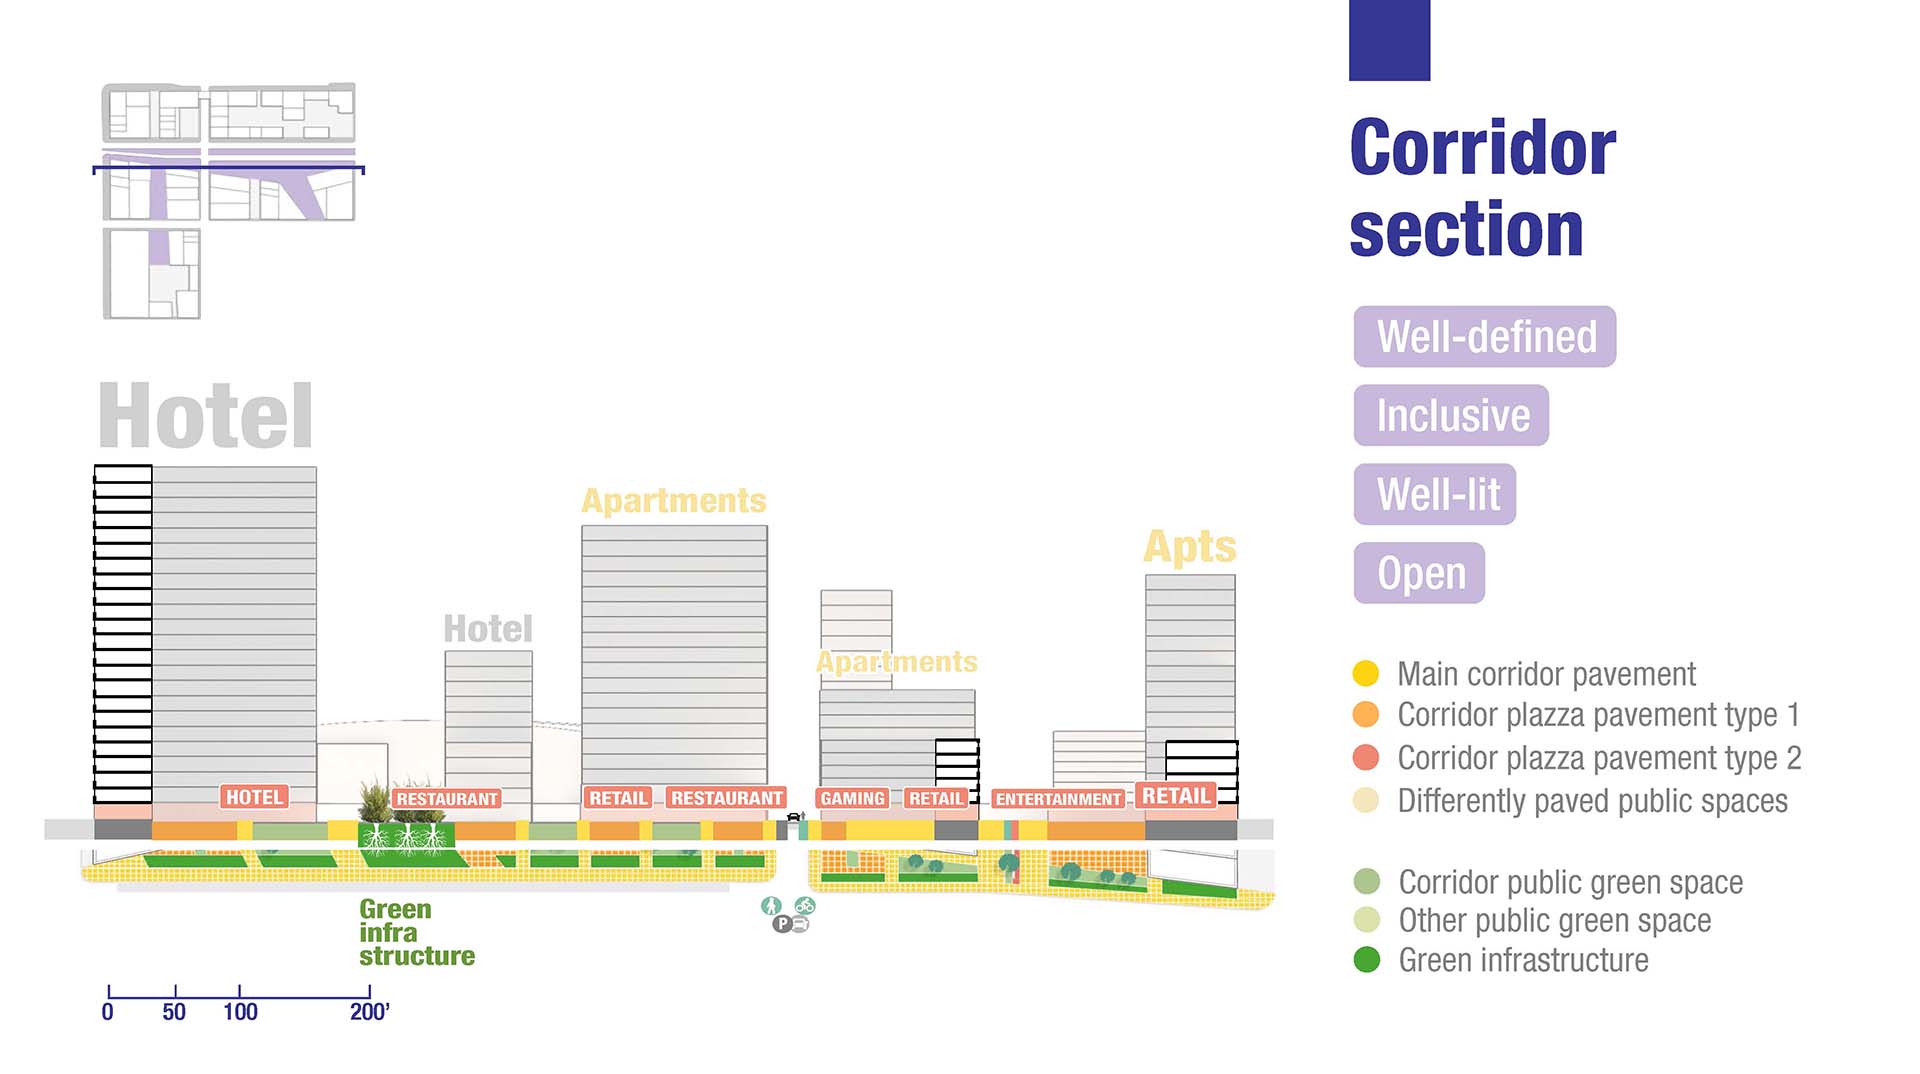 Corridor
section
Well-defined
Inclusive
Well-lit
Open
Hotel
Apartments
Apts
Hotel
Apartments
HOTEL
RESTAURANT
RETAIL
RESTAURANT
GAMING
RETAIL
ENTERTAINMENT
RETAIL
P
Green
infra
structure
0 50 100 200'
Main corridor pavement
Corridor plazza pavement type 1
Corridor plazza pavement type 2
Differently paved public spaces
Corridor public green space
Other public green space
Green infrastructure